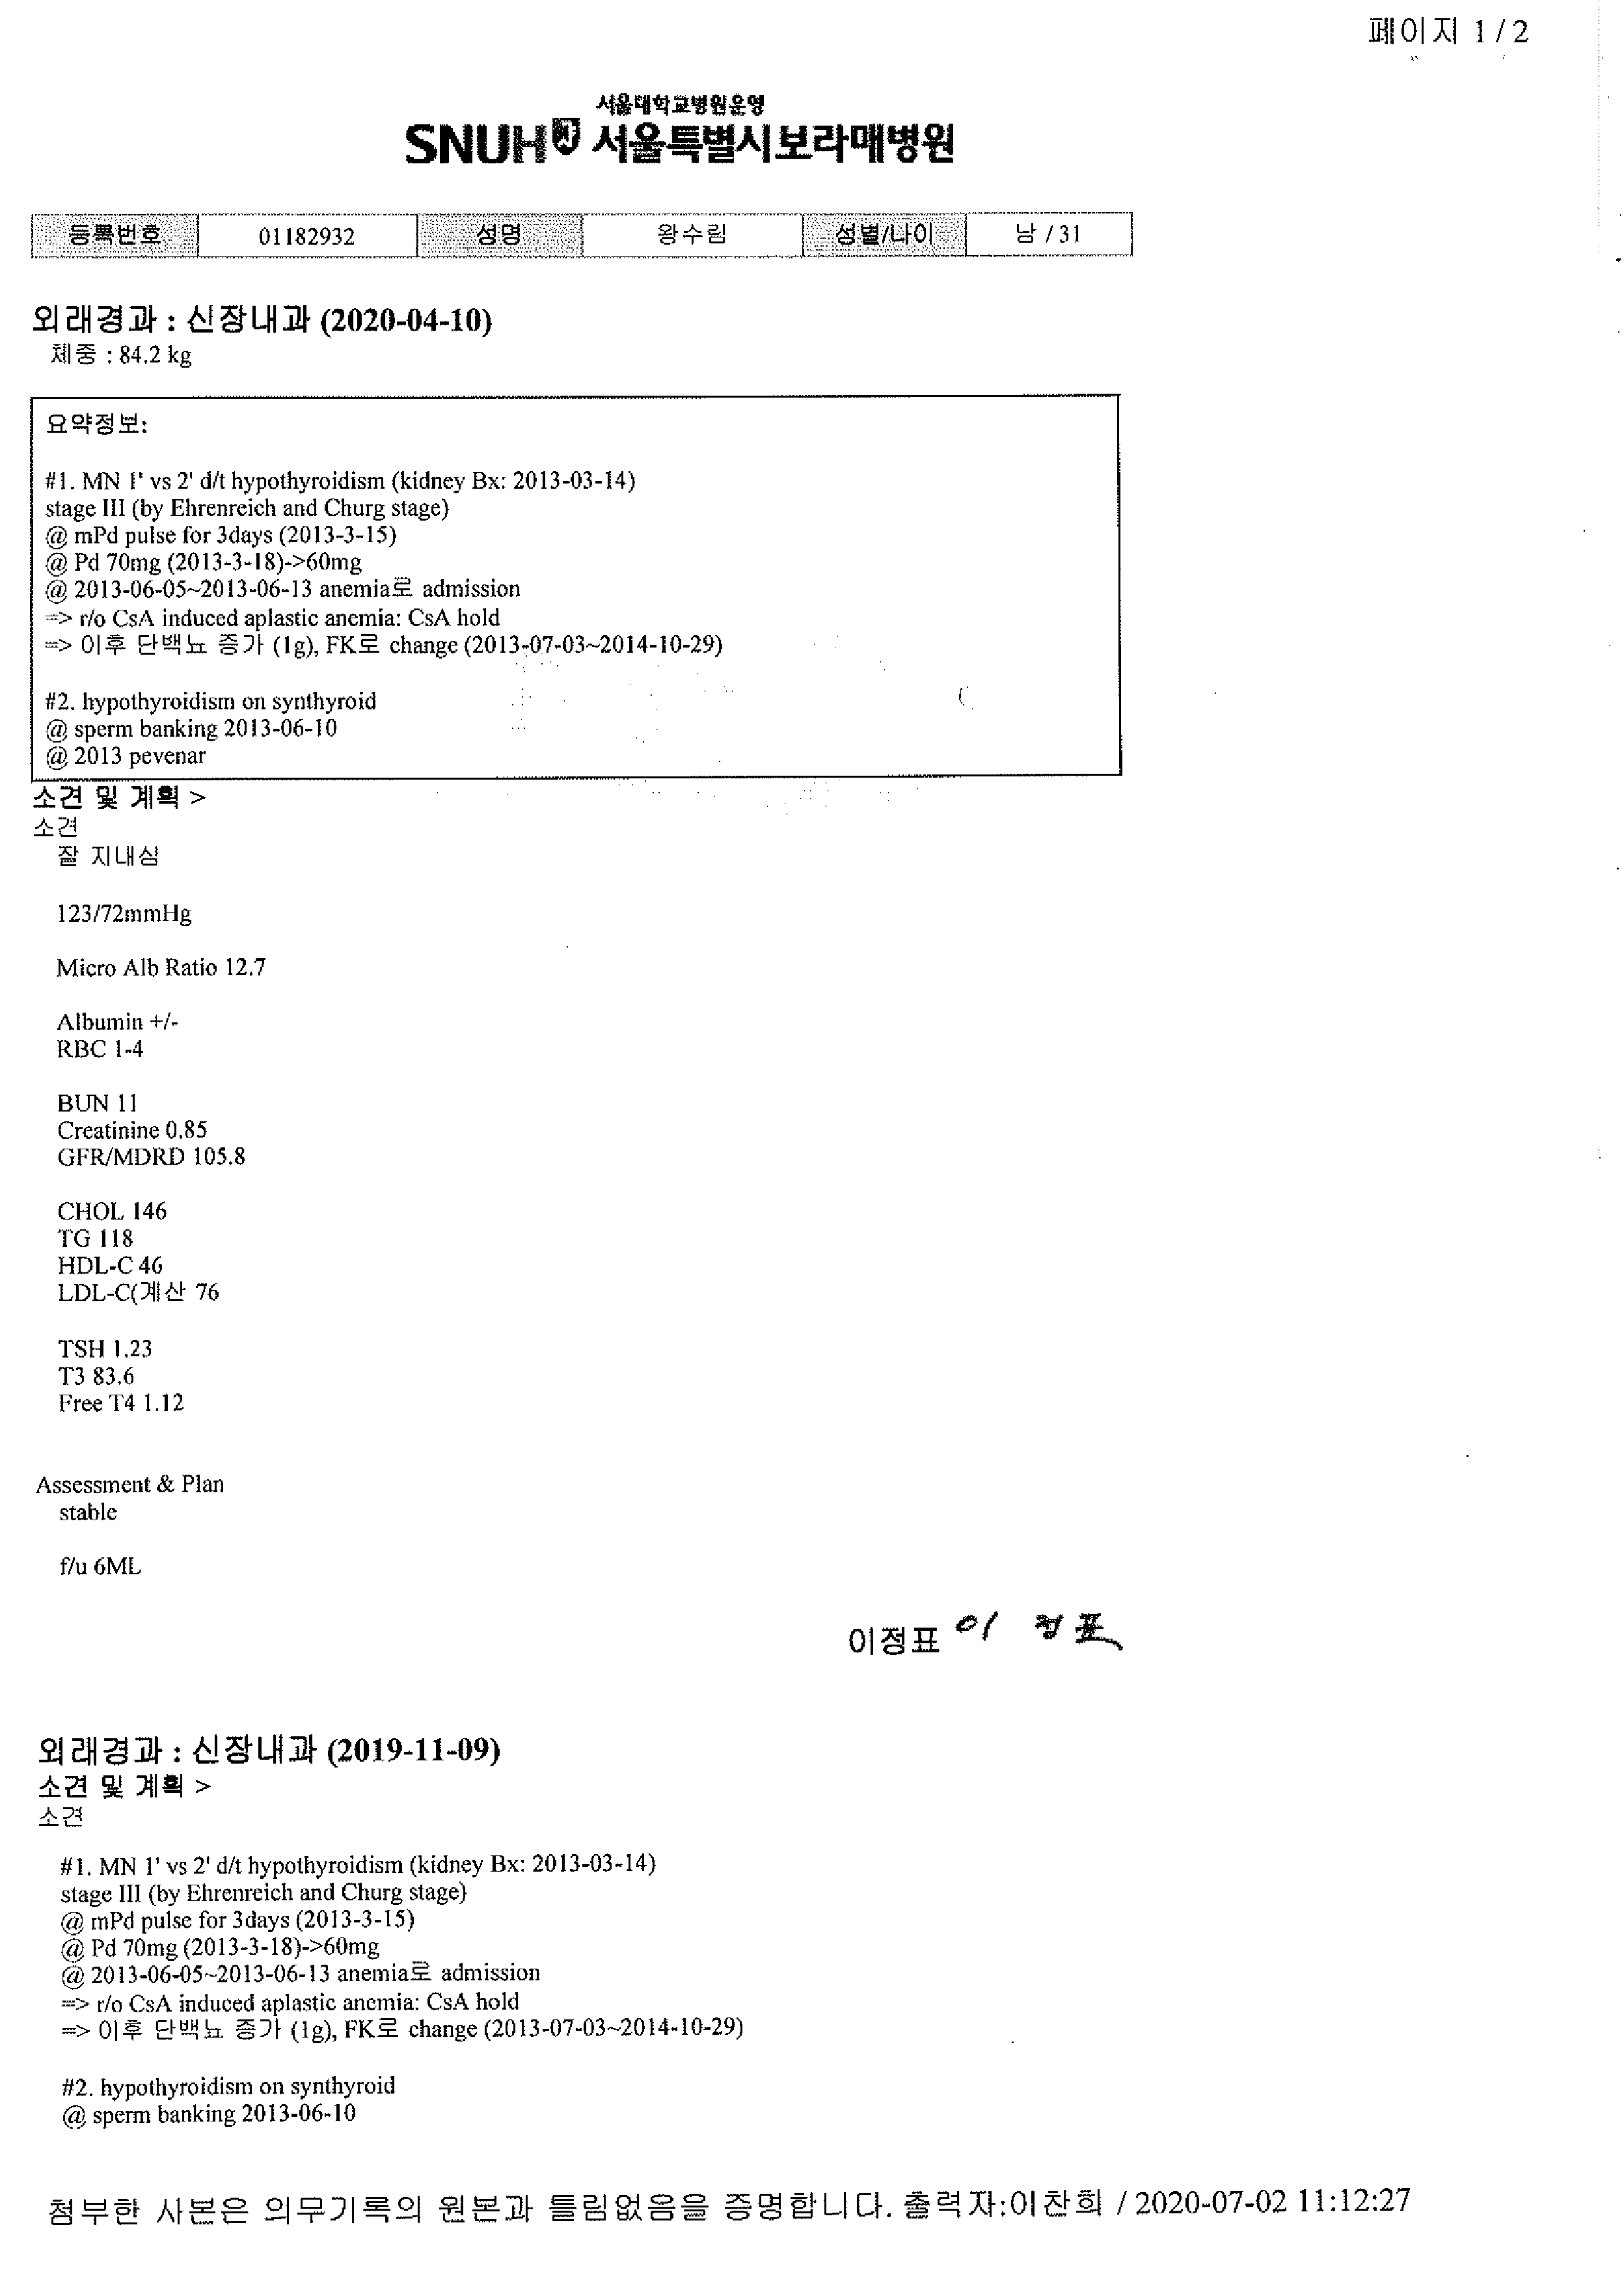 페이지 1 / 2
서울대학교병원운영
SNUH 서울특별시보라매병원
등록번호 01182932 성명 왕수림 성별/나이 남 / 31
외래경과 : 신장내과 (2020-04-10)
체중 : 84.2 kg
요약정보:
#1. MN 1' vs 2' d/t hypothyroidism (kidney Bx: 2013-03-14)
stage III (by Ehrenreich and Churg stage)
@ mPd pulse for 3days (2013-3-15)
@ Pd 70mg (2013-3-18)->60mg
@ 2013-06-05~2013-06-13 anemia로 admission
=> r/o CsA induced aplastic anemia: CsA hold
=> 이후 단백뇨 증가 (1g), FK로 change (2013-07-03~2014-10-29)
#2. hypothyroidism on synthyroid
@ sperm banking 2013-06-10
@ 2013 pevenar
소견 및 계획 >
소견
잘 지내심
123/72mmHg
Micro Alb Ratio 12.7
Albumin +/-
RBC 1-4
BUN 11
Creatinine 0.85
GFR/MDRD 105.8
CHOL 146
TG 118
HDL-C 46
LDL-C(계산 76
TSH 1.23
T3 83.6
Free T4 1.12
Assessment & Plan
stable
f/u 6ML
이정표 이 정표
외래경과 : 신장내과 (2019-11-09)
소견 및 계획 >
소견
#1. MN 1' vs 2' d/t hypothyroidism (kidney Bx: 2013-03-14)
stage III (by Ehrenreich and Churg stage)
@ mPd pulse for 3days (2013-3-15)
@ Pd 70mg (2013-3-18)->60mg
@ 2013-06-05~2013-06-13 anemia로 admission
=> r/o CsA induced aplastic anemia: CsA hold
=> 이후 단백뇨 증가 (1g), FK로 change (2013-07-03~2014-10-29)
#2. hypothyroidism on synthyroid
@ sperm banking 2013-06-10
첨부한 사본은 의무기록의 원본과 틀림없음을 증명합니다. 출력자:이찬희 / 2020-07-02 11:12:27